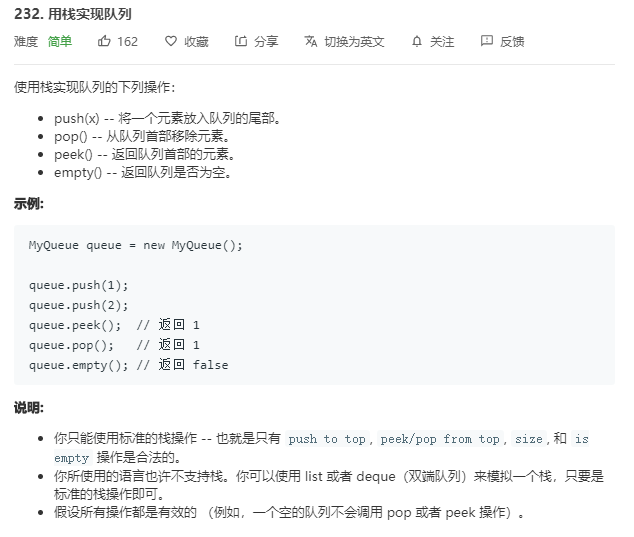 232. 用栈实现队列
难度 简单 162 收藏 分享 切换为英文 关注 反馈
使用栈实现队列的下列操作：
push(x) -- 将一个元素放入队列的尾部。
pop() -- 从队列首部移除元素。
peek() -- 返回队列首部的元素。
empty() -- 返回队列是否为空。
示例:
MyQueue queue = new MyQueue();
queue.push(1);
queue.push(2);
queue.peek();  // 返回 1
queue.pop();   // 返回 1
queue.empty(); // 返回 false
说明:
你只能使用标准的栈操作 -- 也就是只有 push to top, peek/pop from top, size, 和 is
empty 操作是合法的。
你所使用的语言也许不支持栈。你可以使用 list 或者 deque（双端队列）来模拟一个栈，只要是
标准的栈操作即可。
假设所有操作都是有效的 （例如，一个空的队列不会调用 pop 或者 peek 操作）。